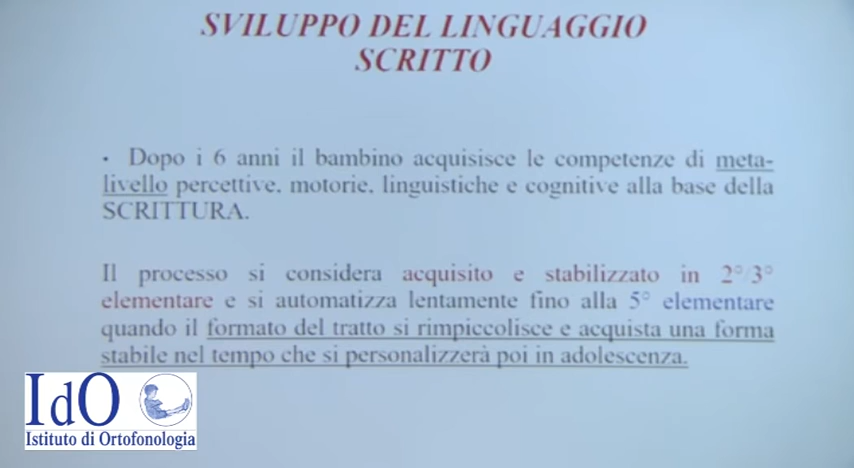 SVILUPPO DEL LINGUAGGIO
SCRITTO
• Dopo i 6 anni il bambino acquisisce le competenze di meta-
livello percettive, motorie, linguistiche e cognitive alla base della
SCRITTURA.
Il processo si considera acquisito e stabilizzato in 2°/3°
elementare e si automatizza lentamente fino alla 5° elementare
quando il formato del tratto si rimpiccolisce e acquista una forma
stabile nel tempo che si personalizzerà poi in adolescenza.
IdO
Istituto di Ortofonologia